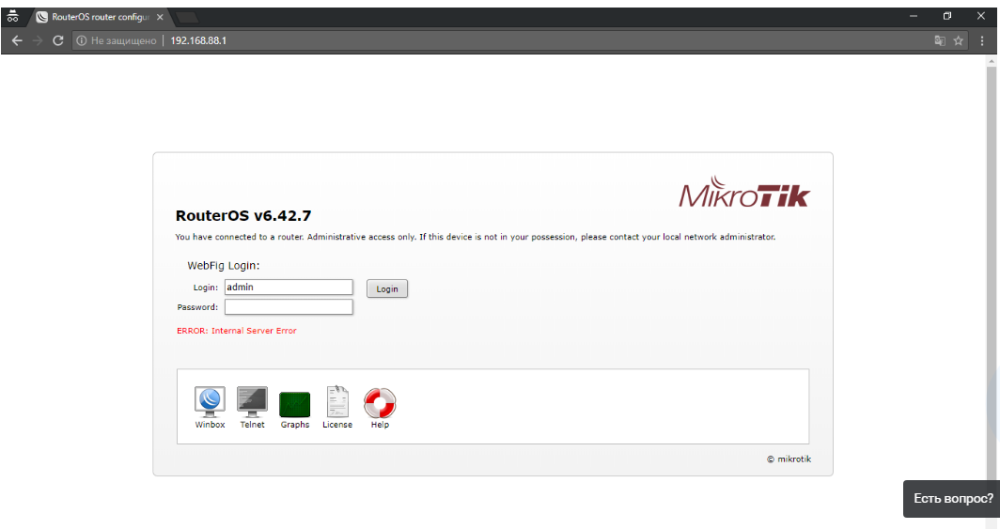 RouterOS router configur
Не защищено | 192.168.88.1
MikroTik
RouterOS v6.42.7
You have connected to a router. Administrative access only. If this device is not in your possession, please contact your local network administrator.
WebFig Login:
Login: admin Login
Password:
ERROR: Internal Server Error
Winbox Telnet Graphs License Help
© mikrotik
Есть вопрос?